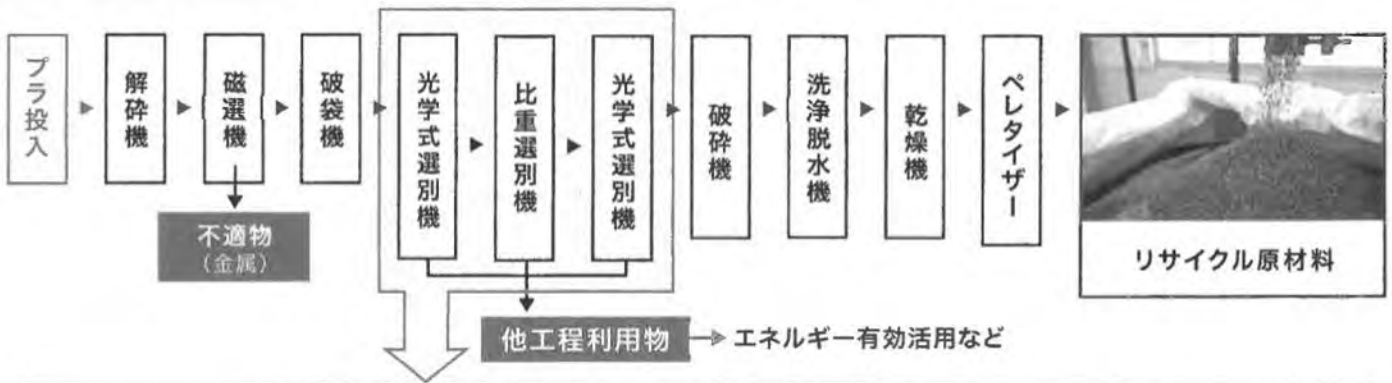 プラ投入
解砕機
磁選機
破袋機
光学式選別機
比重選別機
光学式選別機
破砕機
洗浄脱水機
乾燥機
ペレタイザー
リサイクル原材料
不適物
（金属）
他工程利用物
エネルギー有効活用など